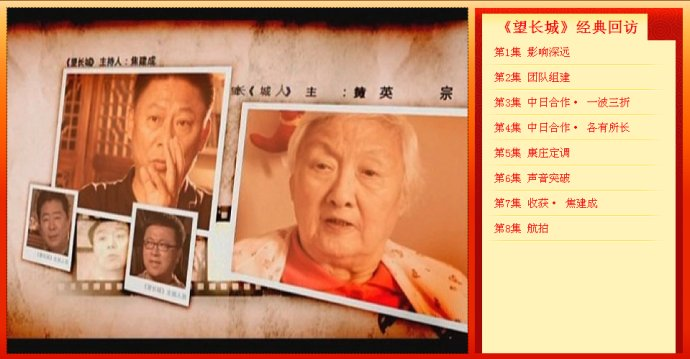 《望长城》主持人：焦建成
长《 城人》 主 ：黄 英 宗
《望长城》经典回访
第1集 影响深远
第2集 团队组建
第3集 中日合作• 一波三折
第4集 中日合作• 各有所长
第5集 康庄定调
第6集 声音突破
第7集 收获• 焦建成
第8集 航拍